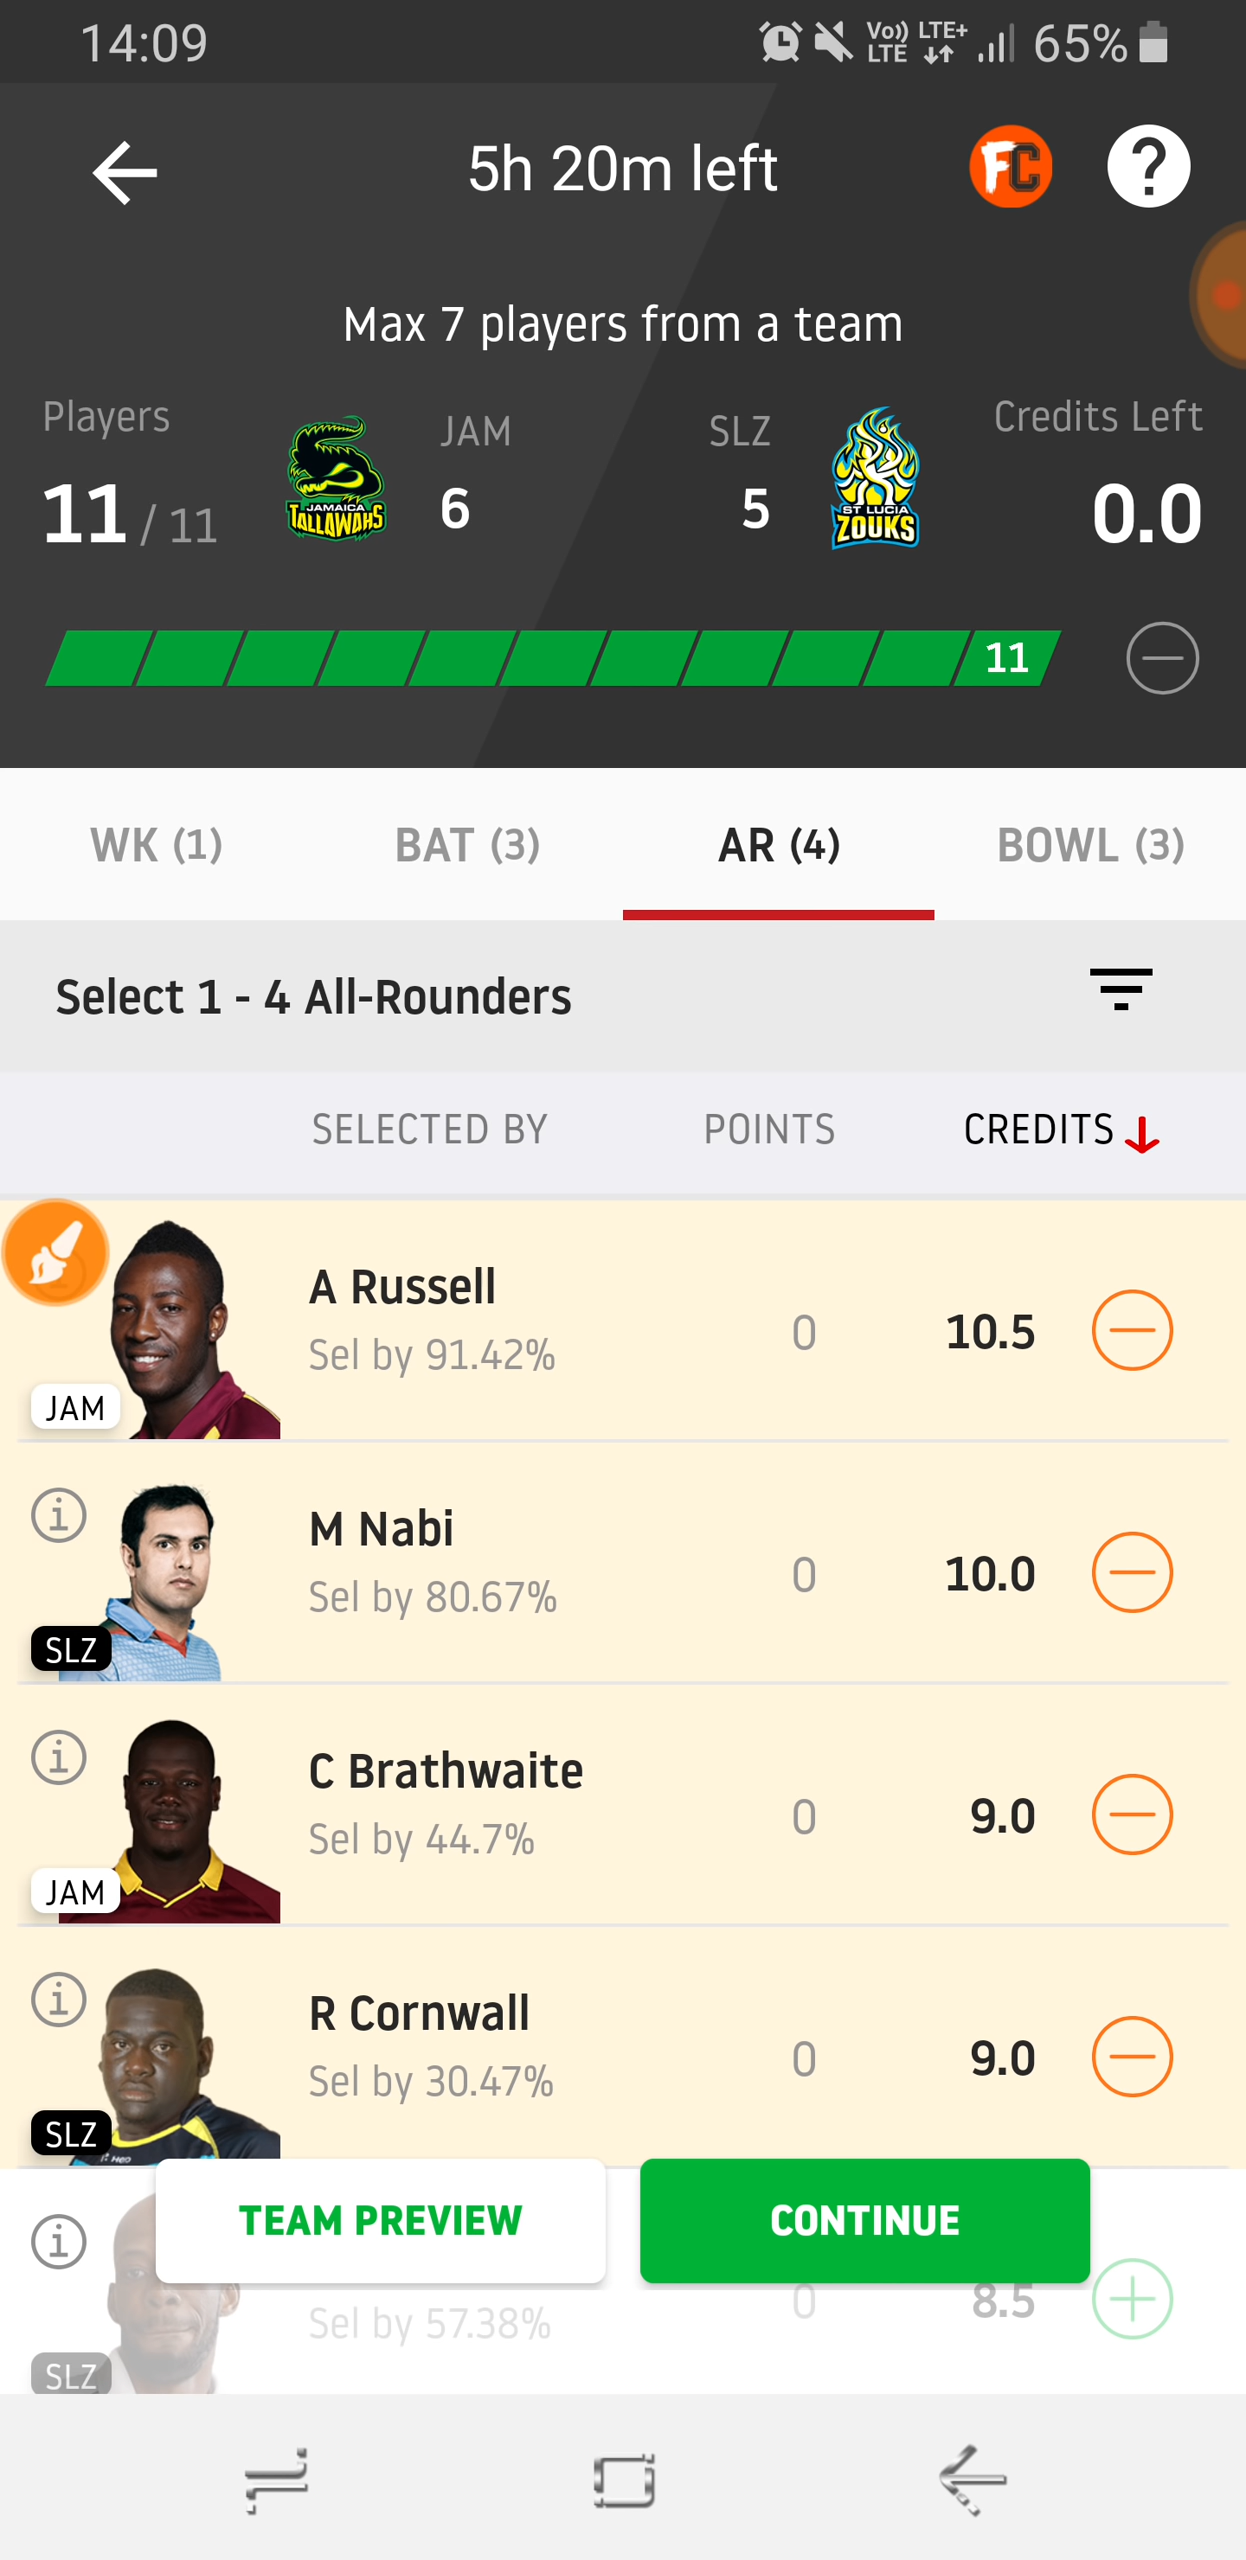 14:09
Vo)) LTE LTE+ 65%
5h 20m left
FC
?
Max 7 players from a team
Players
JAM
SLZ
Credits Left
11 / 11
JAMAICA
TALLAWAHS
6
5
ST LUCIA
ZOUKS
0.0
11
WK (1)
BAT (3)
AR (4)
BOWL (3)
Select 1 - 4 All-Rounders
SELECTED BY
POINTS
CREDITS
A Russell
Sel by 91.42%
0
10.5
JAM
i
M Nabi
Sel by 80.67%
0
10.0
SLZ
i
C Brathwaite
Sel by 44.7%
0
9.0
JAM
i
R Cornwall
Sel by 30.47%
0
9.0
SLZ
TEAM PREVIEW
CONTINUE
i
Sel by 57.38%
0
8.5
SLZ